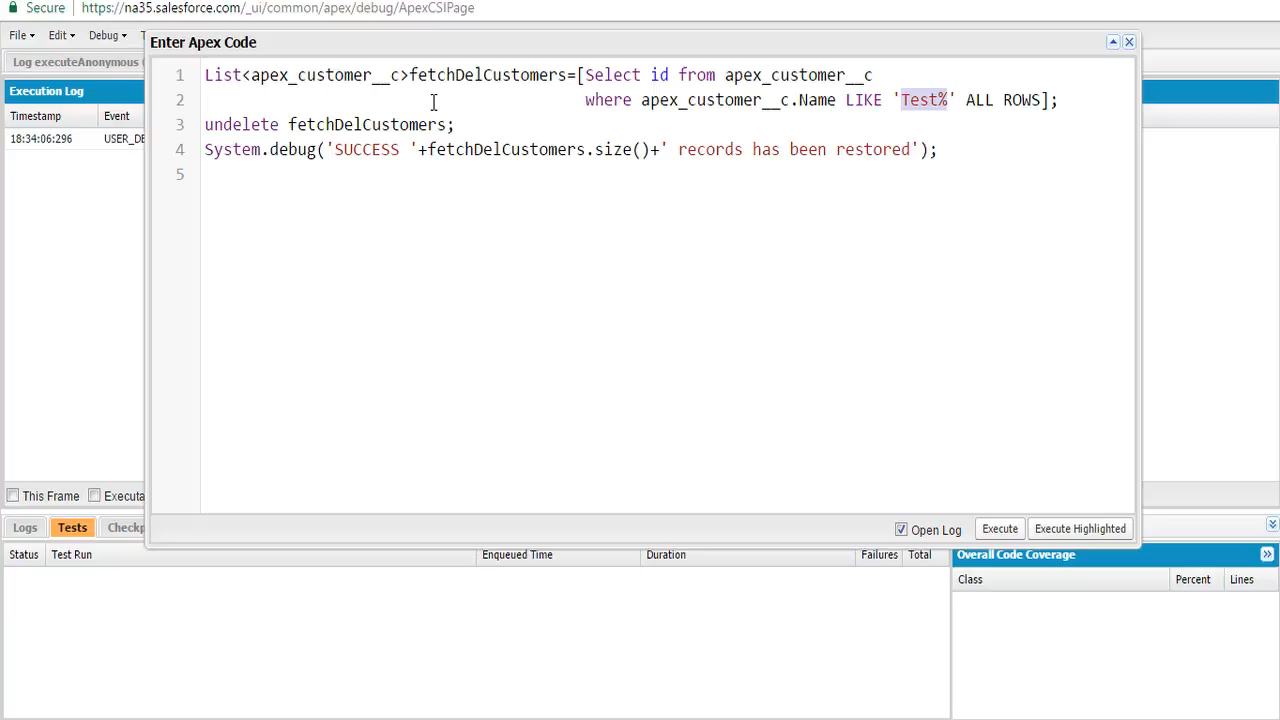 Secure https://na35.salesforce.com/_ui/common/apex/debug/ApexCSIPage
File Edit Debug
Enter Apex Code
Log executeAnonymous
1 List<apex_customer__c>fetchDelCustomers=[Select id from apex_customer__c
2 where apex_customer__c.Name LIKE 'Test%' ALL ROWS];
3 undelete fetchDelCustomers;
4 System.debug('SUCCESS '+fetchDelCustomers.size()+' records has been restored');
5
Execution Log
Timestamp Event
18:34:06:296 USER_DE
This Frame Executa
Open Log Execute Execute Highlighted
Logs Tests Checkp
Status Test Run Enqueued Time Duration Failures Total
Overall Code Coverage
Class Percent Lines